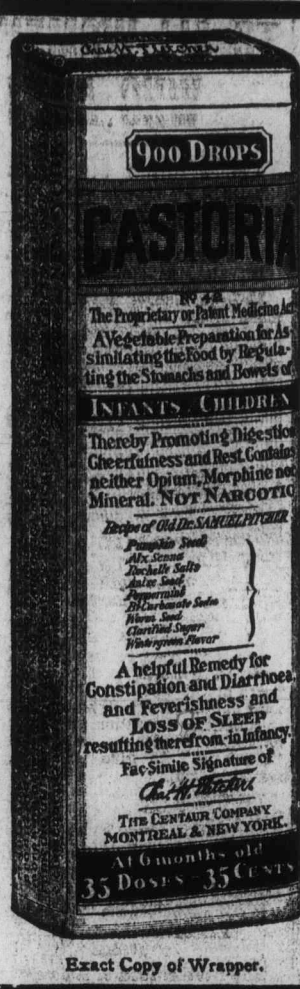 900 DROPS
CASTORIA
No 42
The Proprietary or Patent Medicine Act
A Vegetable Preparation for As-
similating the Food by Regula-
ting the Stomachs and Bowels of
INFANTS CHILDREN
Thereby Promoting Digestion
Cheerfulness and Rest. Contains
neither Opium, Morphine nor
Mineral. NOT NARCOTIC
Recipe of Old Dr. SAMUEL PITCHER
Pumpkin Seed
Alx. Senna
Rochelle Salts
Anise Seed
Peppermint
Bi Carbonate Soda
Worm Seed
Clarified Sugar
Wintergreen Flavor
A helpful Remedy for
Constipation and Diarrhoea,
and Feverishness and
LOSS OF SLEEP
resulting therefrom in Infancy.
Fac-Simile Signature of
Chas. H. Fletcher
THE CENTAUR COMPANY
MONTREAL & NEW YORK.
At 6 months old
35 DOSES - 35 CENTS
Exact Copy of Wrapper.